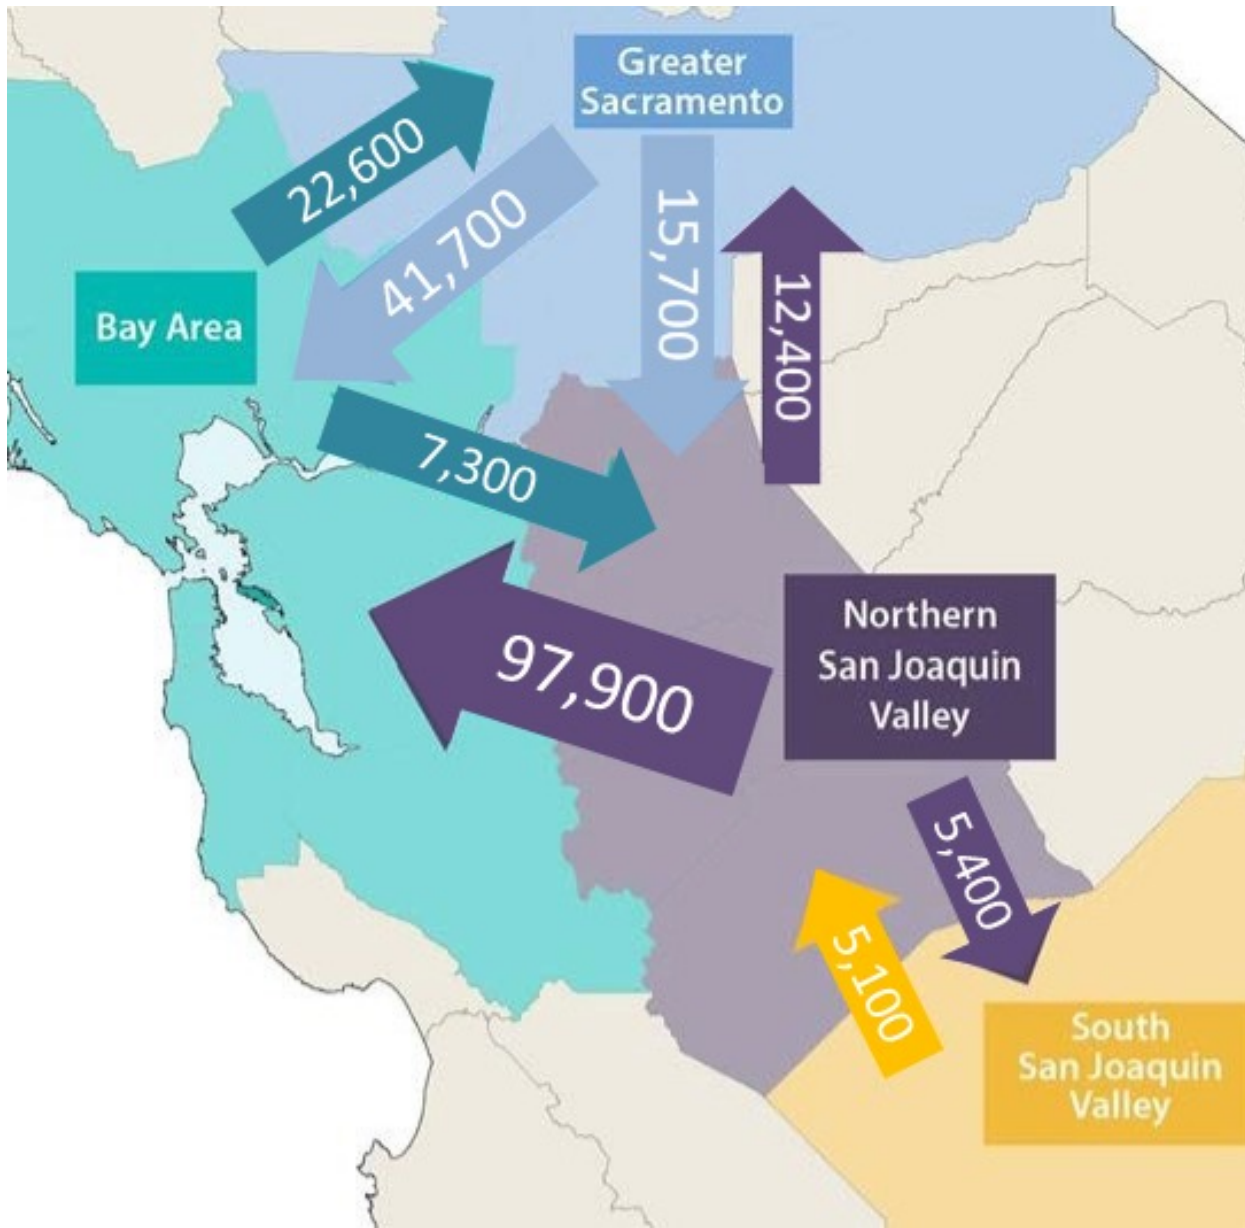 Greater
Sacramento
22,600
41,700
15,700
12,400
Bay Area
7,300
97,900
Northern
San Joaquin
Valley
5,400
5,100
South
San Joaquin
Valley